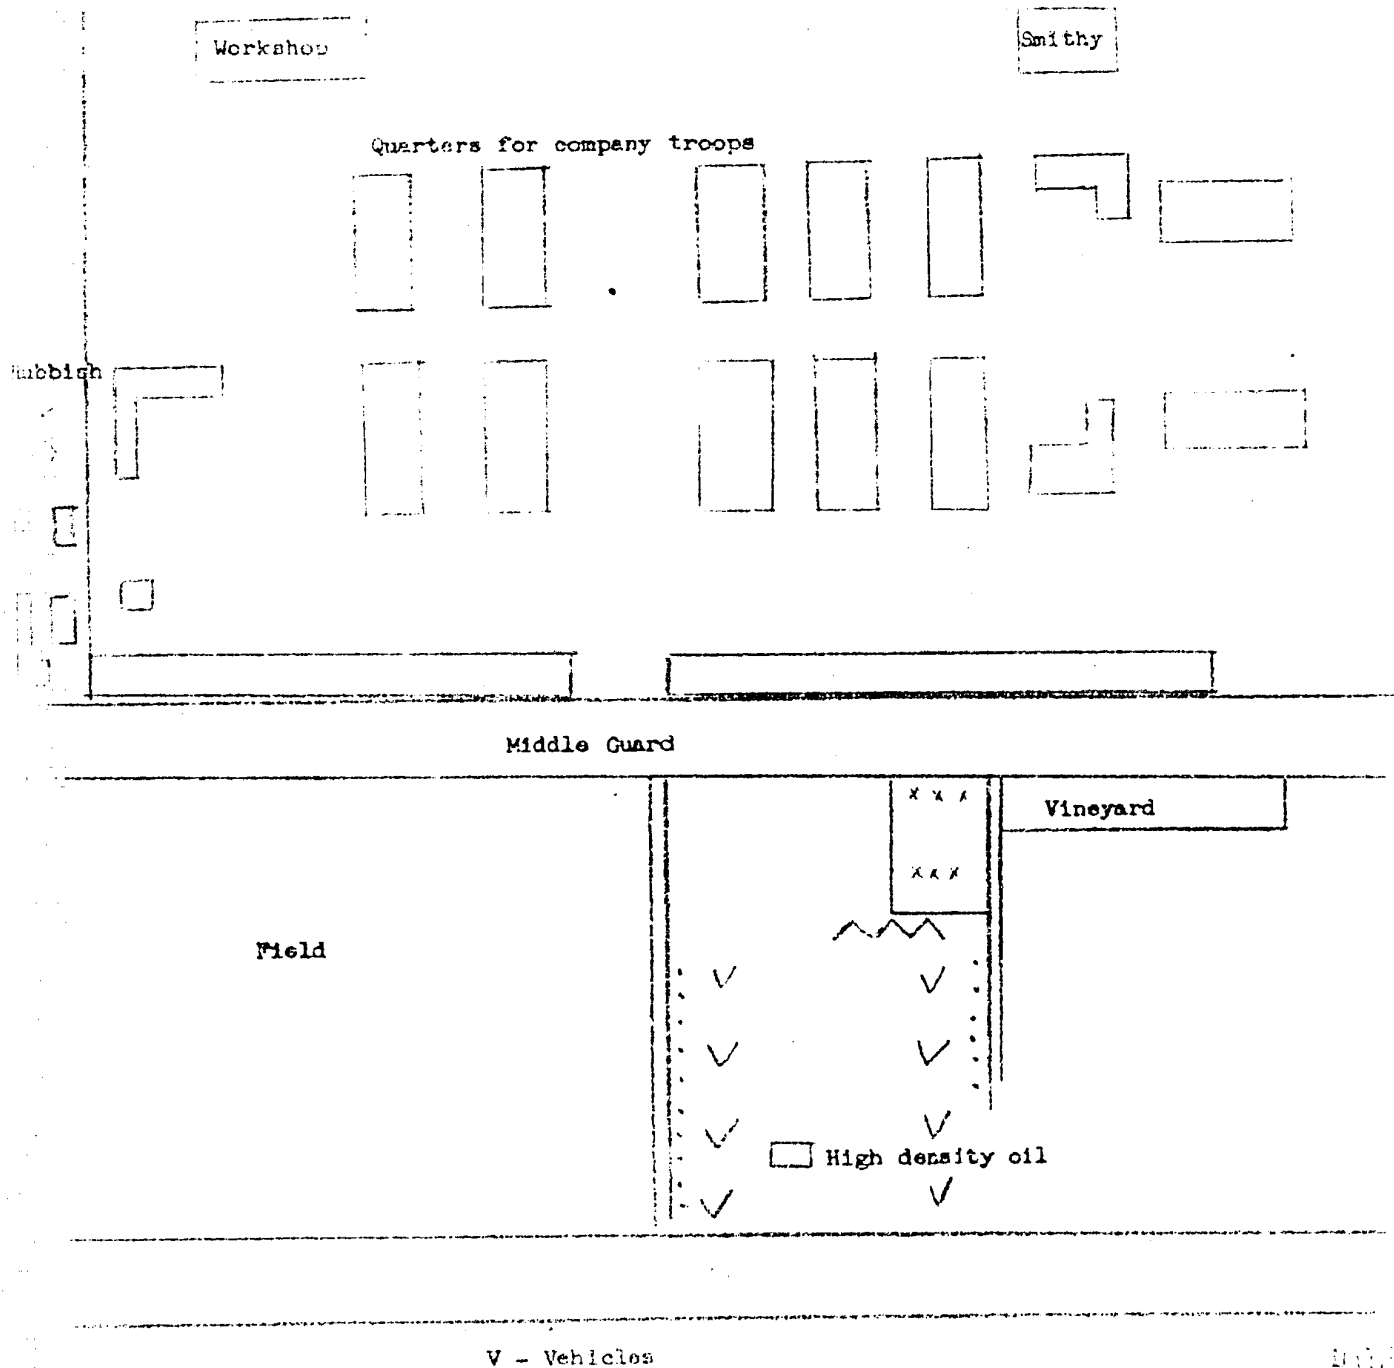 Workshop
Smithy
Quarters for company troops
Rubbish
Middle Guard
x x x
Vineyard
x x x
Field
V V
V V
V V
High density oil
V V
V - Vehicles